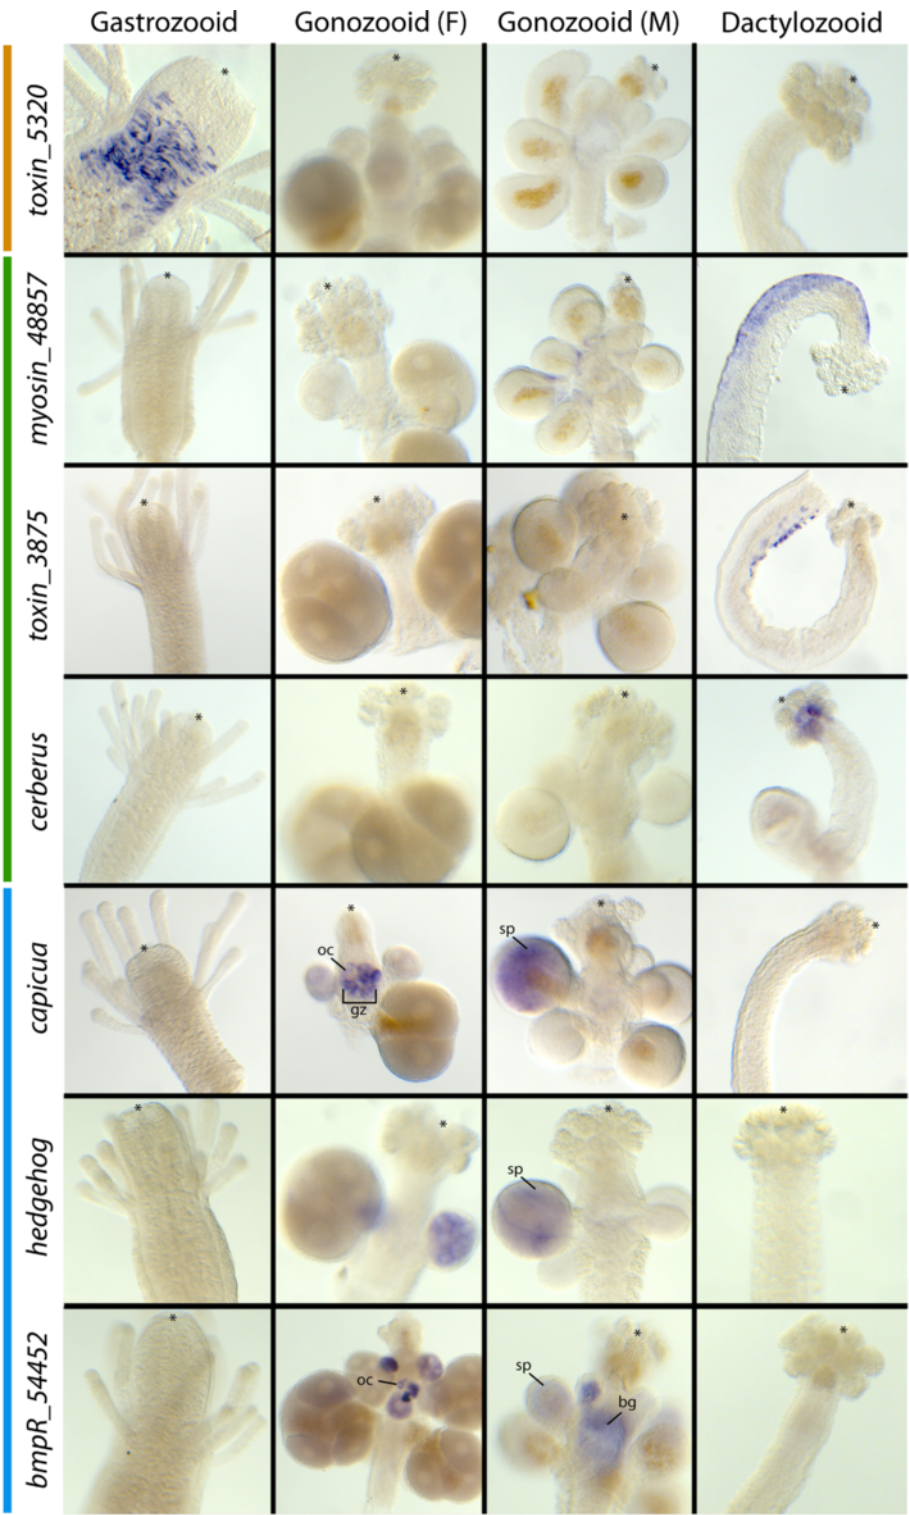 Gastrozooid Gonozooid (F) Gonozooid (M) Dactylozooid
toxin_5320
*
*
*
*
myosin_48857
*
*
*
*
toxin_3875
*
*
*
*
cerberus
*
*
*
*
capicua
*
*
oc
gz
*
sp
*
hedgehog
*
*
*
sp
*
bmpR_54452
*
oc
*
sp
bg
*